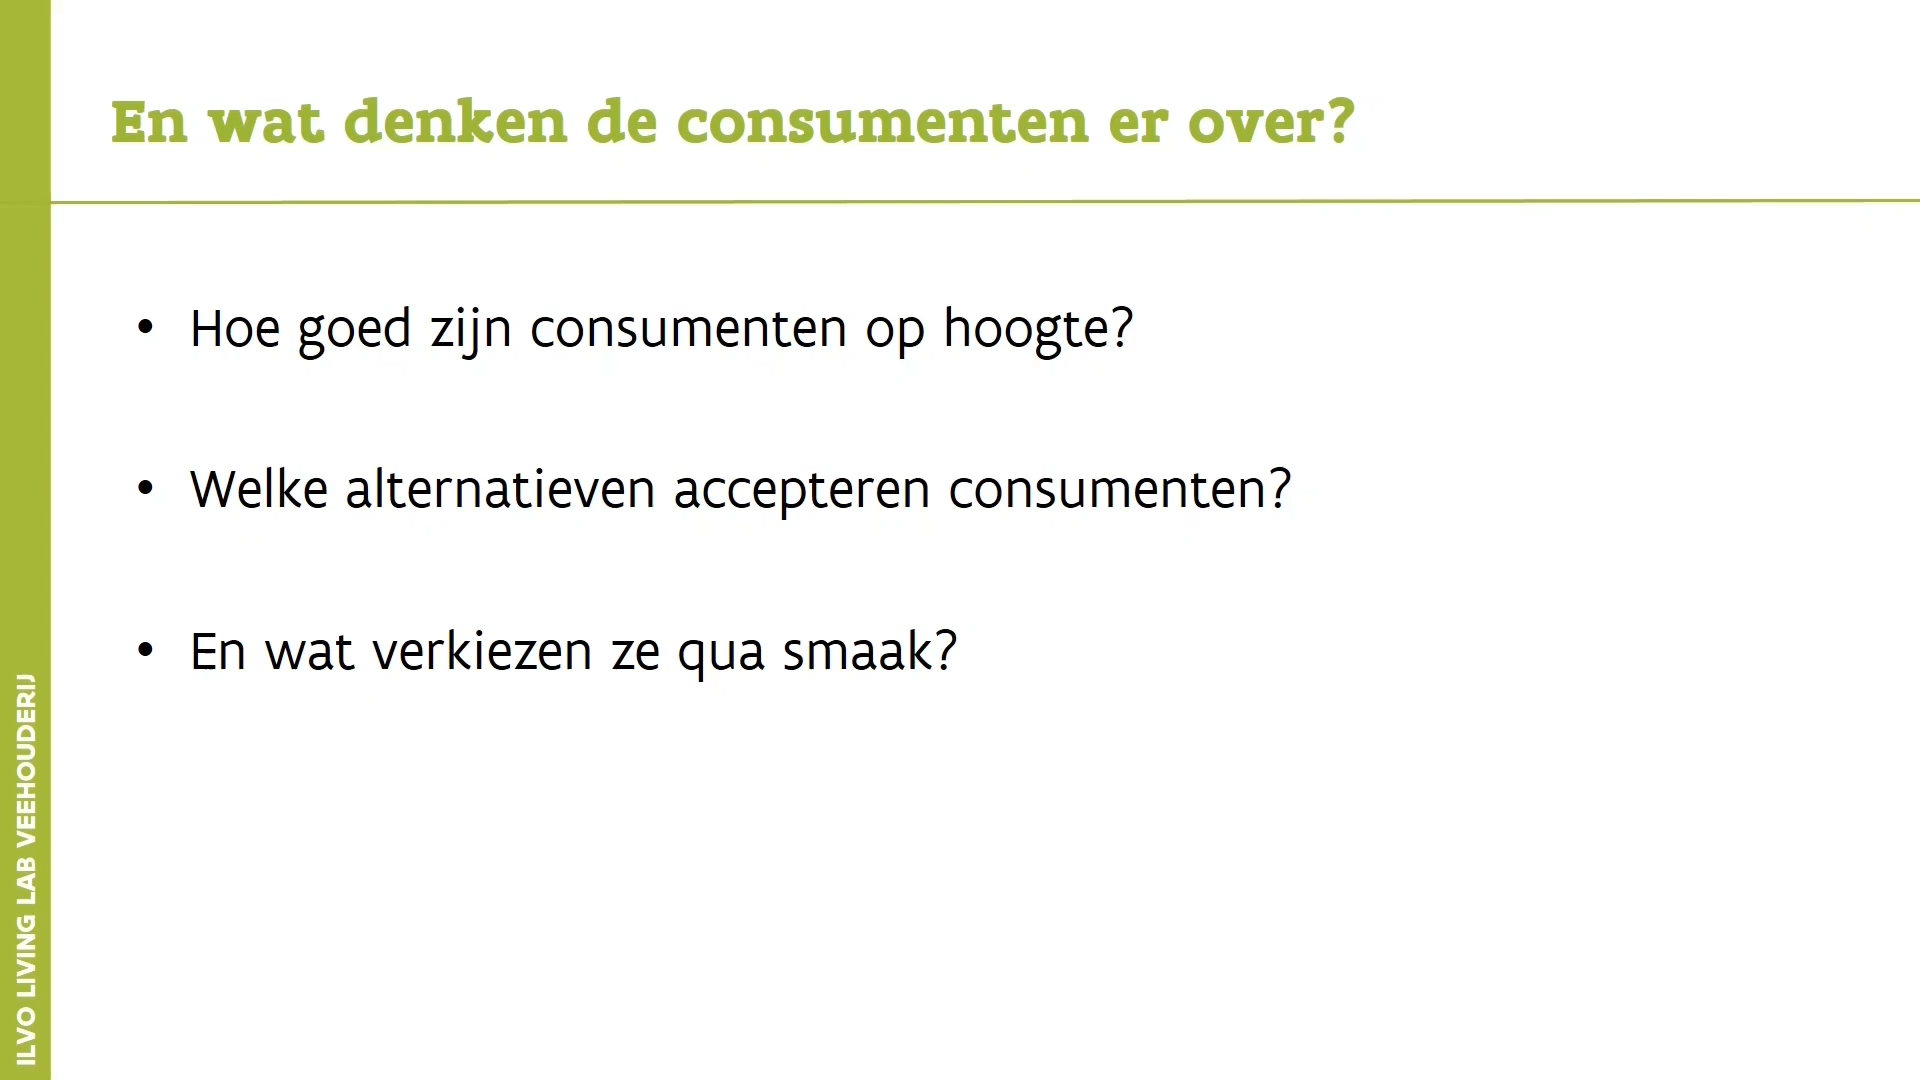 En wat denken de consumenten er over?
• Hoe goed zijn consumenten op hoogte?
• Welke alternatieven accepteren consumenten?
• En wat verkiezen ze qua smaak?
ILVO LIVING LAB VEEHOUDERIJ